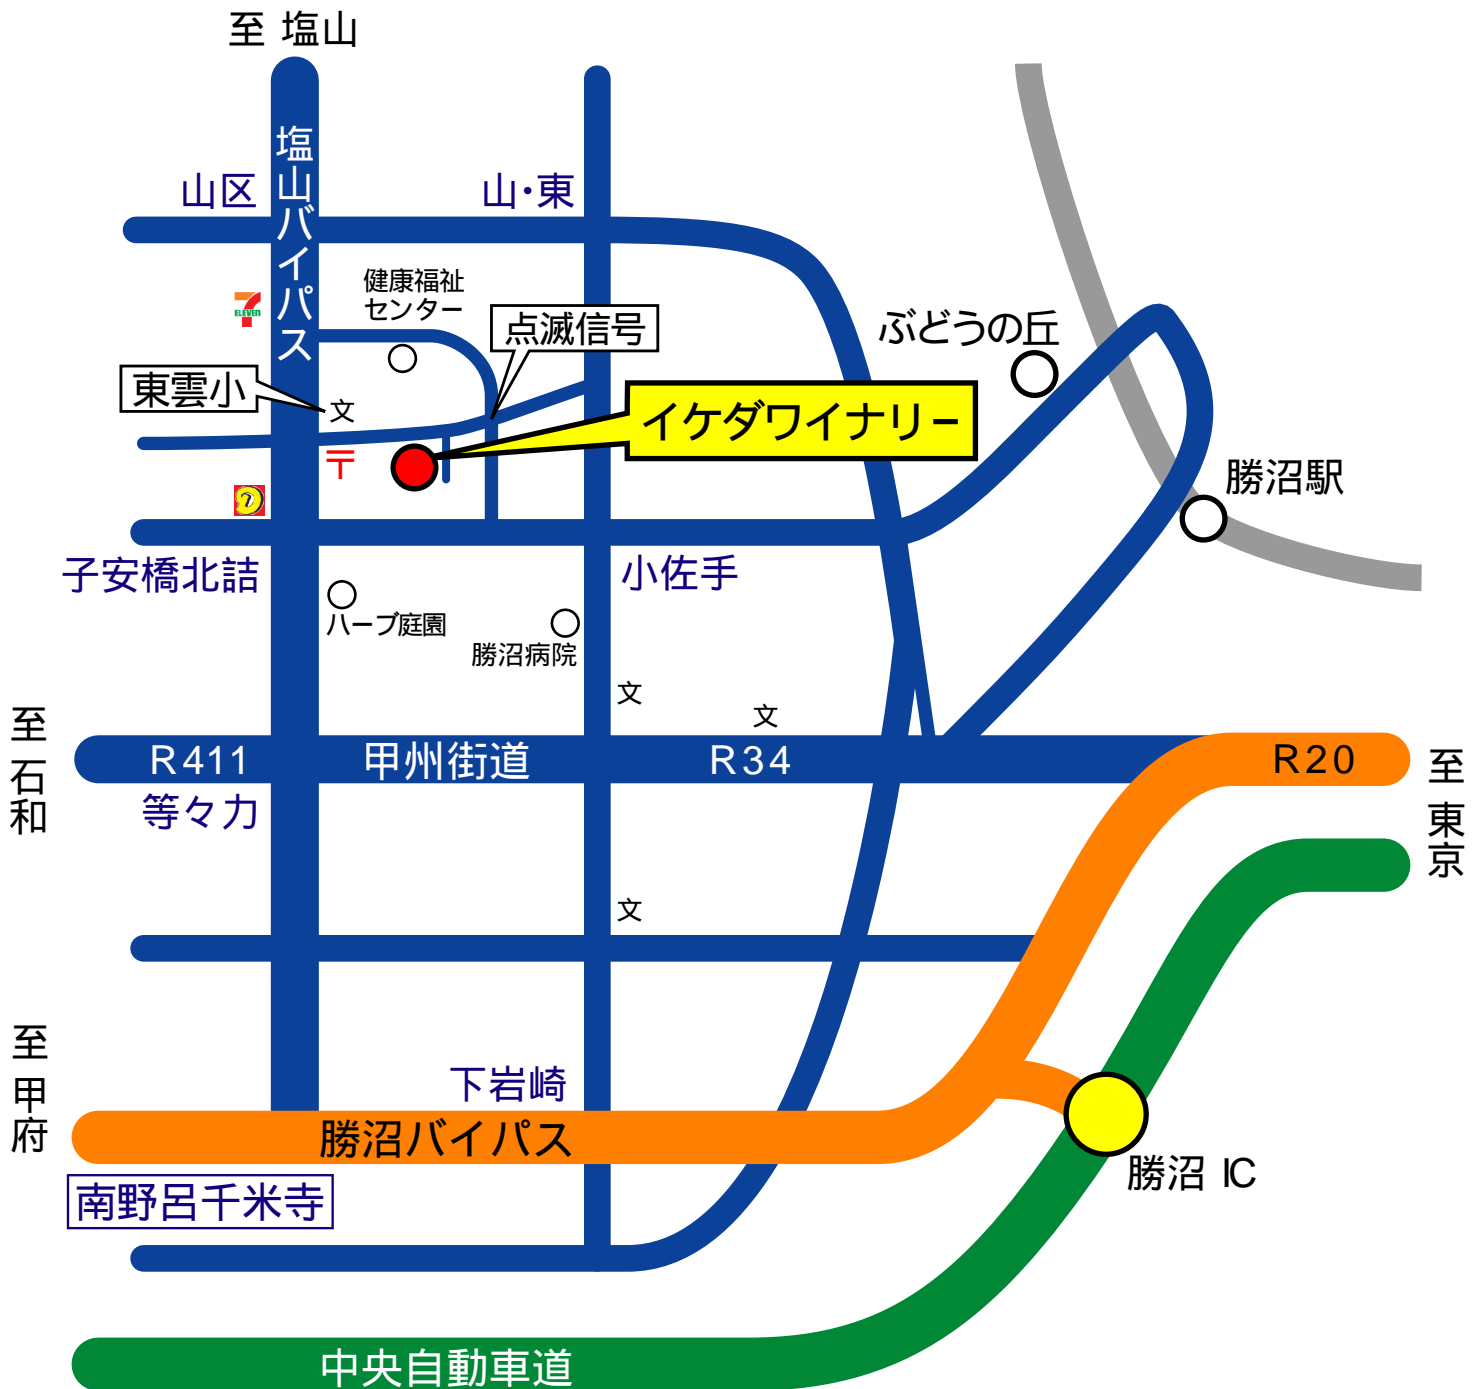 至 塩山
塩山バイパス
山区
山・東
健康福祉
センター
7
ELEVEn
点滅信号
ぶどうの丘
東雲小
文
イケダワイナリー
〒
勝沼駅
子安橋北詰
小佐手
ハーブ庭園
勝沼病院
文
文
至 石和
R411
甲州街道
R34
R20
至 東京
等々力
文
至 甲府
下岩崎
勝沼バイパス
勝沼 IC
南野呂千米寺
中央自動車道